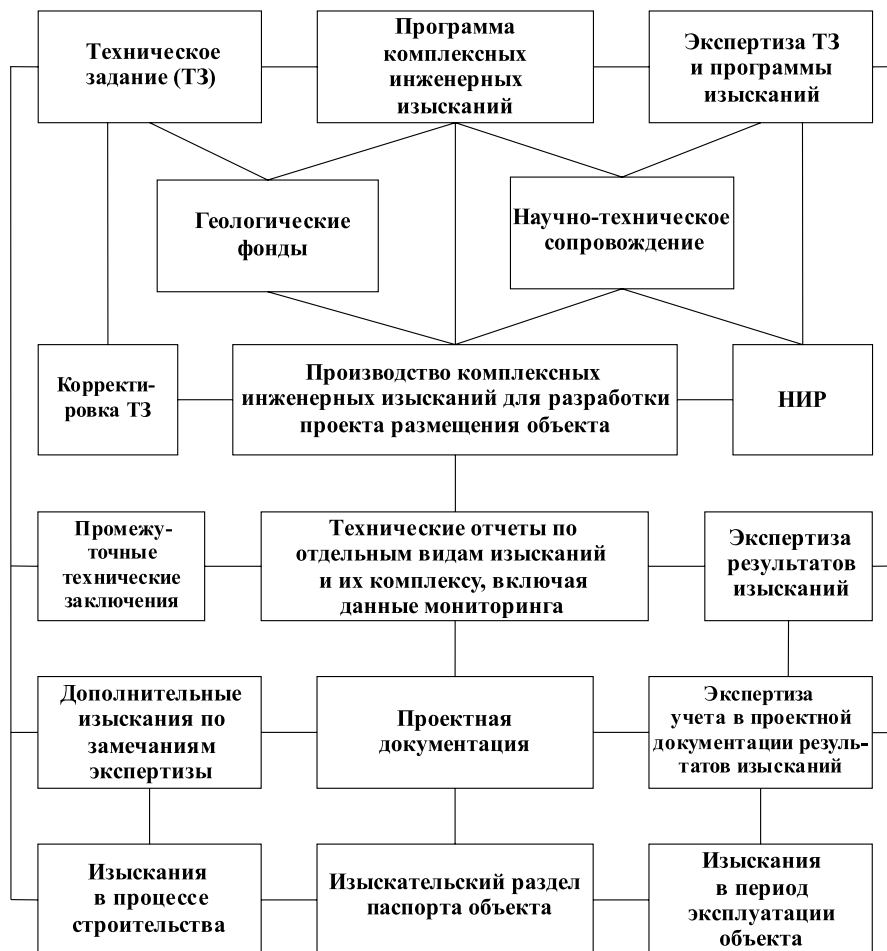 Техническое
задание (ТЗ)
Программа
комплексных
инженерных
изысканий
Экспертиза ТЗ
и программы
изысканий
Геологические
фонды
Научно-техническое
сопровождение
Корректи-
ровка ТЗ
Производство комплексных
инженерных изысканий для разработки
проекта размещения объекта
НИР
Промежу-
точные
технические
заключения
Технические отчеты по
отдельным видам изысканий
и их комплексу, включая
данные мониторинга
Экспертиза
результатов
изысканий
Дополнительные
изыскания по
замечаниям
экспертизы
Проектная
документация
Экспертиза
учета в проектной
документации резуль-
татов изысканий
Изыскания
в процессе
строительства
Изыскательский раздел
паспорта объекта
Изыскания
в период
эксплуатации
объекта